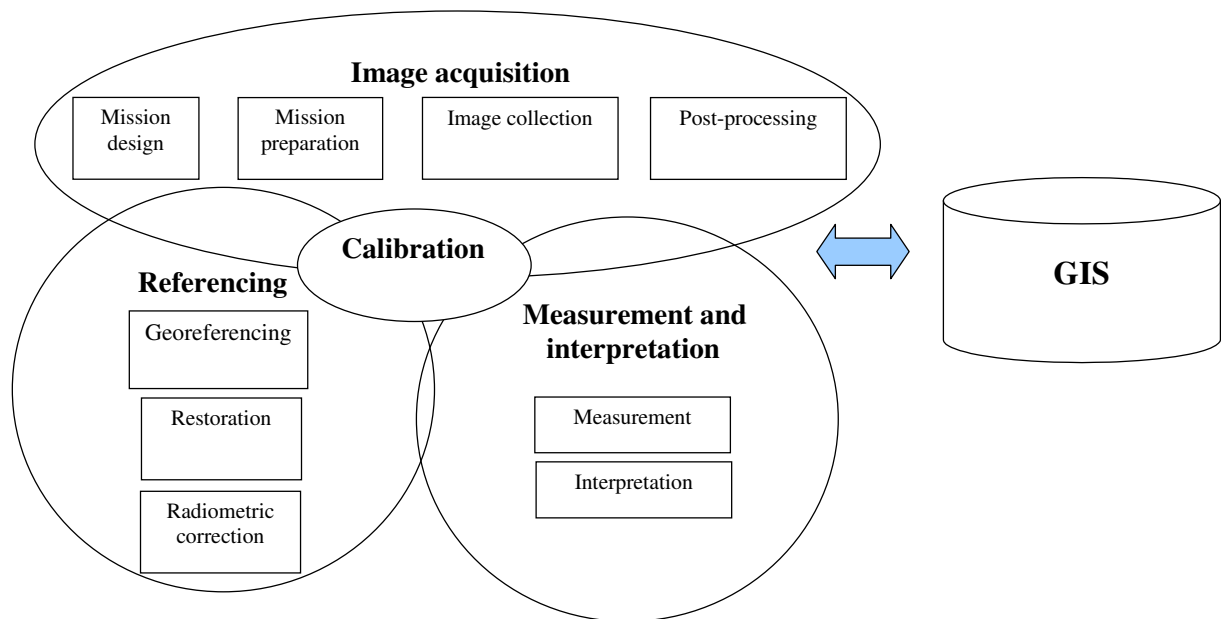 Image acquisition
Mission
design
Mission
preparation
Image collection
Post-processing
Calibration
Referencing
Georeferencing
Restoration
Radiometric
correction
Measurement and
interpretation
Measurement
Interpretation
GIS